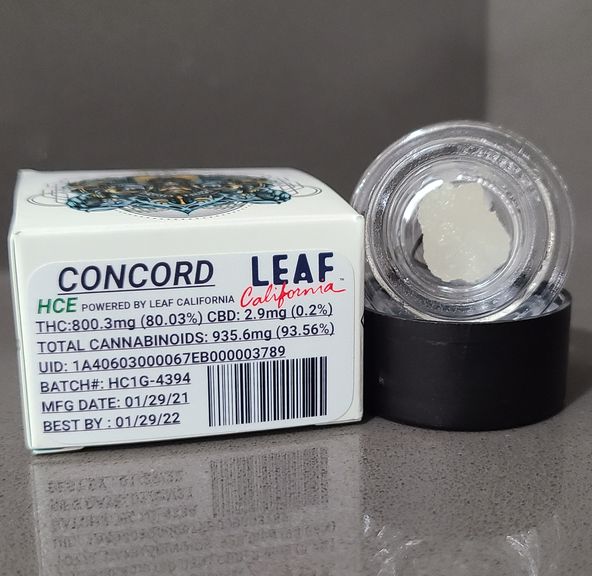 CONCORD
LEAF™
California
HCE POWERED BY LEAF CALIFORNIA
THC:800.3mg (80.03%) CBD: 2.9mg (0.2%)
TOTAL CANNABINOIDS: 935.6mg (93.56%)
UID: 1A40603000067EB000003789
BATCH#: HC1G-4394
MFG DATE: 01/29/21
BEST BY : 01/29/22